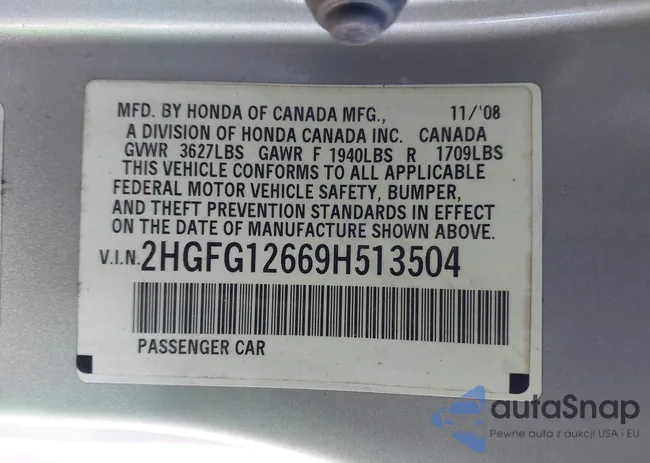 MFD. BY HONDA OF CANADA MFG., 11/'08
A DIVISION OF HONDA CANADA INC. CANADA
GVWR 3627LBS GAWR F 1940LBS R 1709LBS
THIS VEHICLE CONFORMS TO ALL APPLICABLE
FEDERAL MOTOR VEHICLE SAFETY, BUMPER,
AND THEFT PREVENTION STANDARDS IN EFFECT
ON THE DATE OF MANUFACTURE SHOWN ABOVE.
V.I.N. 2HGFG12669H513504
PASSENGER CAR
autaSnap
Pewne auta z aukcji USA i EU